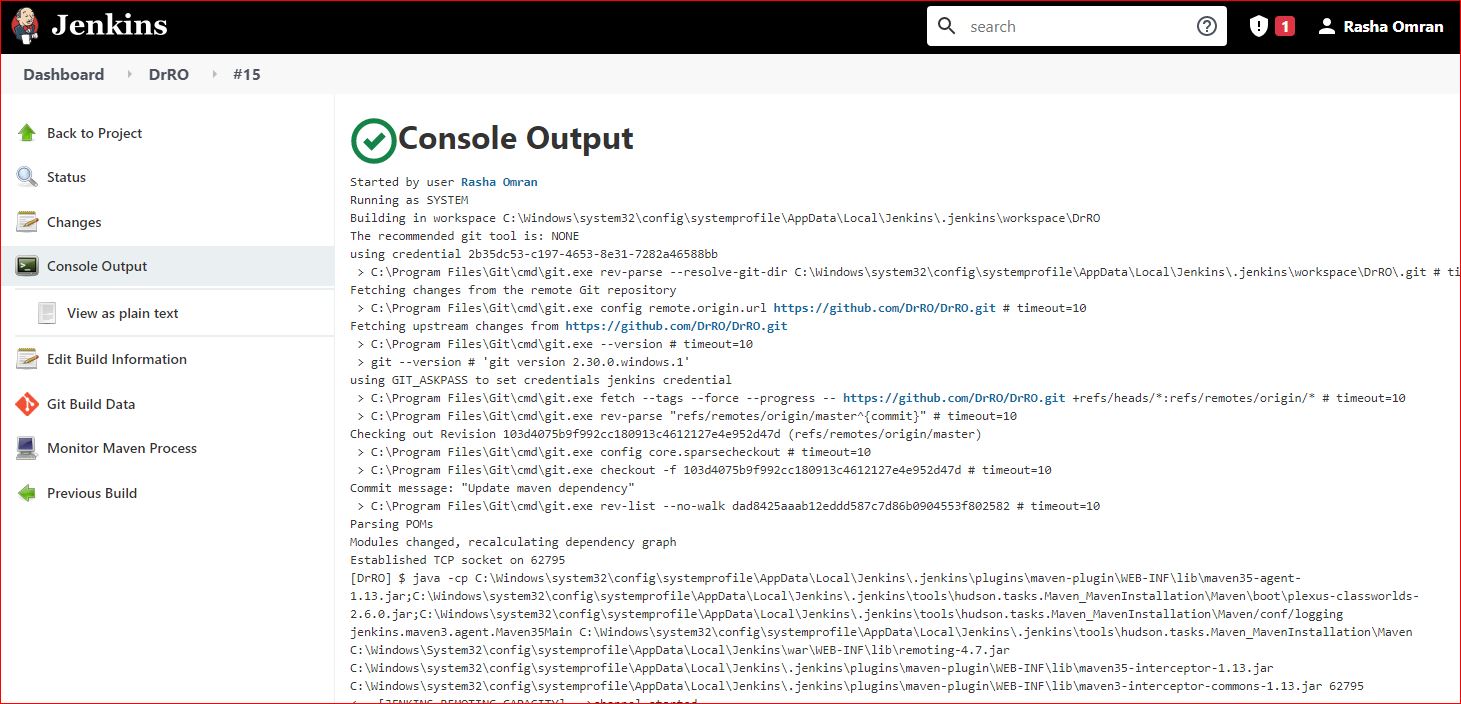 Jenkins
search
1
Rasha Omran
Dashboard
DrRO
#15
Back to Project
Status
Changes
Console Output
View as plain text
Edit Build Information
Git Build Data
Monitor Maven Process
Previous Build
Console Output
Started by user Rasha Omran
Running as SYSTEM
Building in workspace C:\Windows\system32\config\systemprofile\AppData\Local\Jenkins\.jenkins\workspace\DrRO
The recommended git tool is: NONE
using credential 2b35dc53-c197-4653-8e31-7282a46588bb
> C:\Program Files\Git\cmd\git.exe rev-parse --resolve-git-dir C:\Windows\system32\config\systemprofile\AppData\Local\Jenkins\.jenkins\workspace\DrRO\.git # ti
Fetching changes from the remote Git repository
> C:\Program Files\Git\cmd\git.exe config remote.origin.url https://github.com/DrRO/DrRO.git # timeout=10
Fetching upstream changes from https://github.com/DrRO/DrRO.git
> C:\Program Files\Git\cmd\git.exe --version # timeout=10
> git --version # 'git version 2.30.0.windows.1'
using GIT_ASKPASS to set credentials jenkins credential
> C:\Program Files\Git\cmd\git.exe fetch --tags --force --progress -- https://github.com/DrRO/DrRO.git +refs/heads/*:refs/remotes/origin/* # timeout=10
> C:\Program Files\Git\cmd\git.exe rev-parse "refs/remotes/origin/master^{commit}" # timeout=10
Checking out Revision 103d4075b9f992cc180913c4612127e4e952d47d (refs/remotes/origin/master)
> C:\Program Files\Git\cmd\git.exe config core.sparsecheckout # timeout=10
> C:\Program Files\Git\cmd\git.exe checkout -f 103d4075b9f992cc180913c4612127e4e952d47d # timeout=10
Commit message: "Update maven dependency"
> C:\Program Files\Git\cmd\git.exe rev-list --no-walk dad8425aaab12eddd587c7d86b0904553f802582 # timeout=10
Parsing POMs
Modules changed, recalculating dependency graph
Established TCP socket on 62795
[DrRO] $ java -cp C:\Windows\system32\config\systemprofile\AppData\Local\Jenkins\.jenkins\plugins\maven-plugin\WEB-INF\lib\maven35-agent-
1.13.jar;C:\Windows\system32\config\systemprofile\AppData\Local\Jenkins\.jenkins\tools\hudson.tasks.Maven_MavenInstallation\Maven\boot\plexus-classworlds-
2.6.0.jar;C:\Windows\system32\config\systemprofile\AppData\Local\Jenkins\.jenkins\tools\hudson.tasks.Maven_MavenInstallation\Maven/conf/logging
jenkins.maven3.agent.Maven35Main C:\Windows\system32\config\systemprofile\AppData\Local\Jenkins\.jenkins\tools\hudson.tasks.Maven_MavenInstallation\Maven
C:\Windows\System32\config\systemprofile\AppData\Local\Jenkins\war\WEB-INF\lib\remoting-4.7.jar
C:\Windows\system32\config\systemprofile\AppData\Local\Jenkins\.jenkins\plugins\maven-plugin\WEB-INF\lib\maven35-interceptor-1.13.jar
C:\Windows\system32\config\systemprofile\AppData\Local\Jenkins\.jenkins\plugins\maven-plugin\WEB-INF\lib\maven3-interceptor-commons-1.13.jar 62795